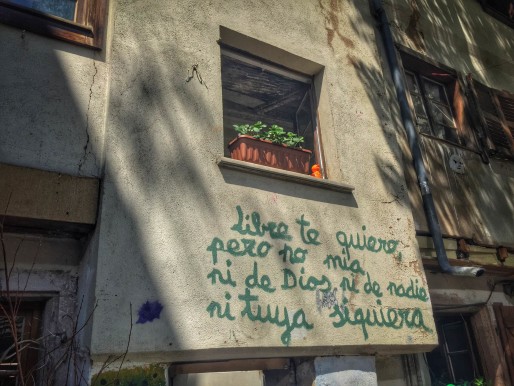 Libre te quiero
pero no mía
ni de Dios ni de nadie
ni tuya siquiera